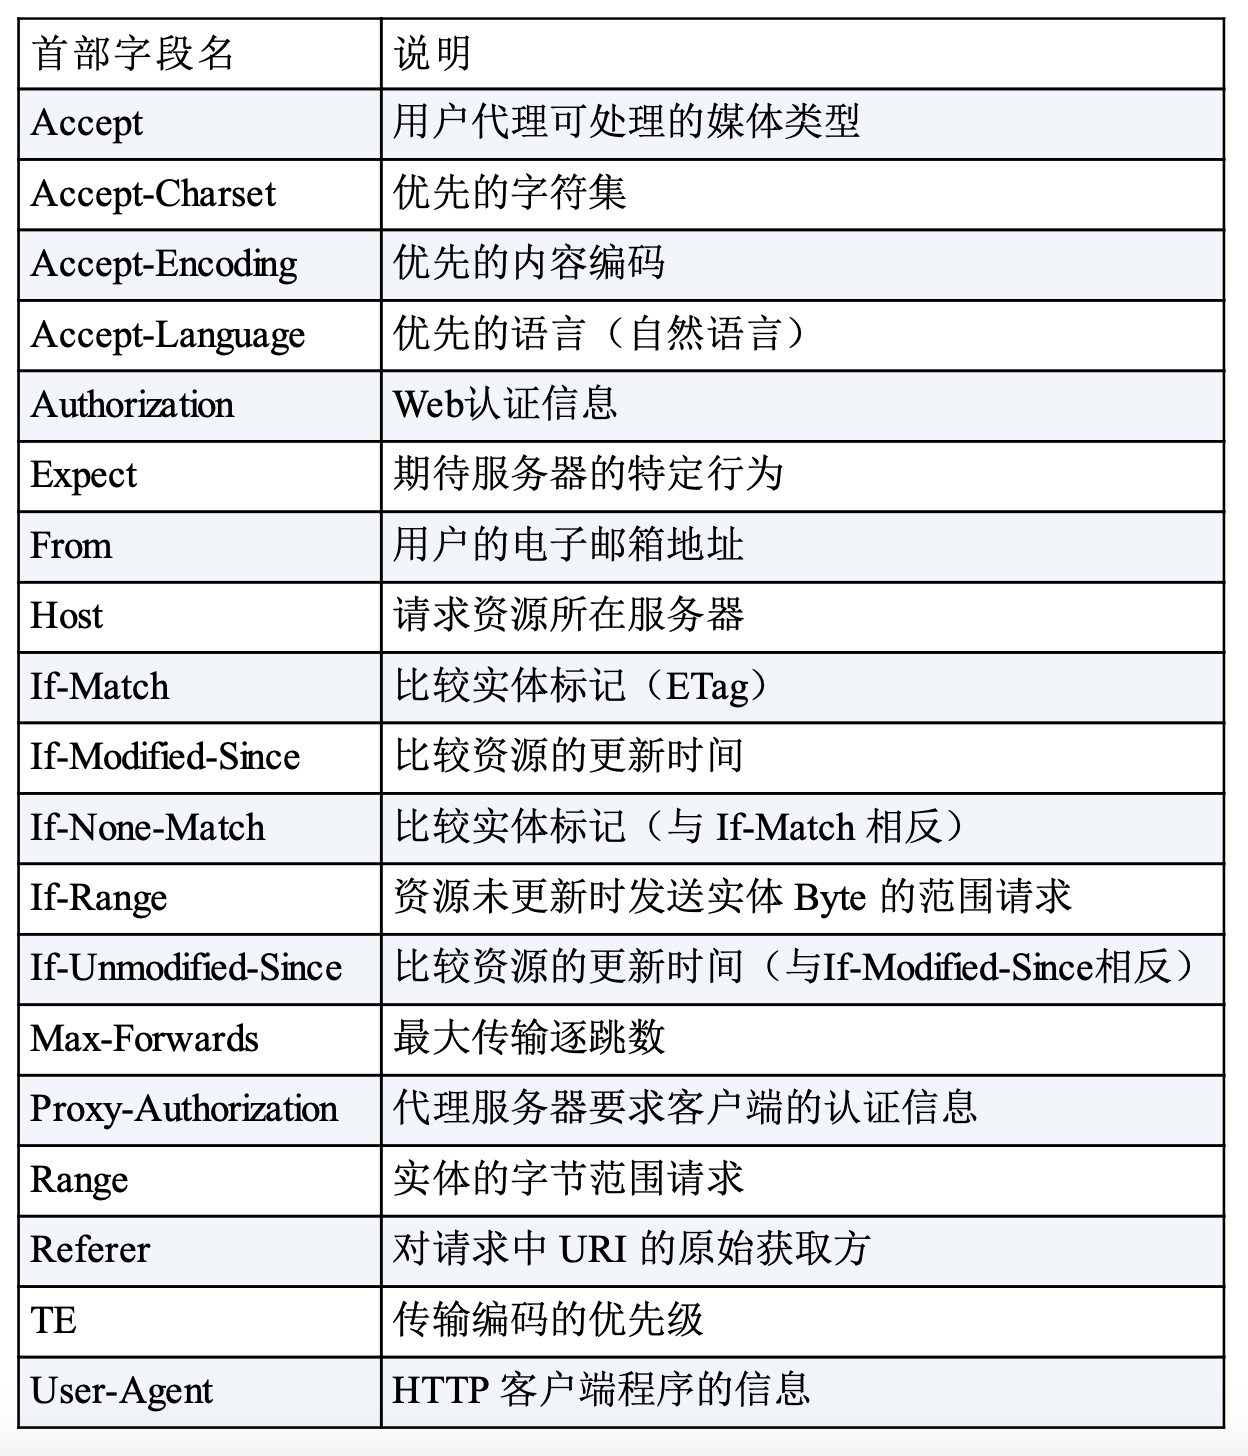 首部字段名 说明
Accept 用户代理可处理的媒体类型
Accept-Charset 优先的字符集
Accept-Encoding 优先的内容编码
Accept-Language 优先的语言（自然语言）
Authorization Web认证信息
Expect 期待服务器的特定行为
From 用户的电子邮箱地址
Host 请求资源所在服务器
If-Match 比较实体标记（ETag）
If-Modified-Since 比较资源的更新时间
If-None-Match 比较实体标记（与 If-Match 相反）
If-Range 资源未更新时发送实体 Byte 的范围请求
If-Unmodified-Since 比较资源的更新时间（与If-Modified-Since相反）
Max-Forwards 最大传输逐跳数
Proxy-Authorization 代理服务器要求客户端的认证信息
Range 实体的字节范围请求
Referer 对请求中 URI 的原始获取方
TE 传输编码的优先级
User-Agent HTTP 客户端程序的信息